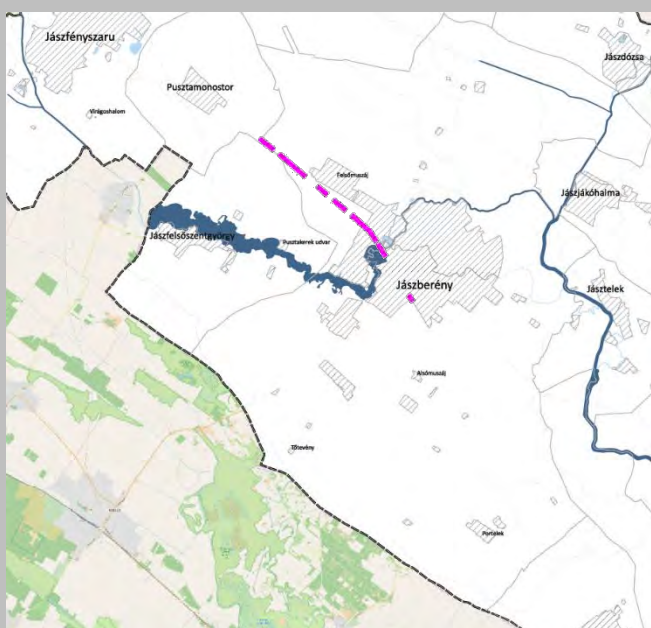 Jászfényszaru
Jászdózsa
Pusztamonostor
Virágoshalom
Felsőmuszáj
Jászjákóhalma
Jászfelsőszentgyörgy
Pusztakerek udvar
Jászberény
Jásztelek
Alsómuszáj
Tőtevény
Portelek